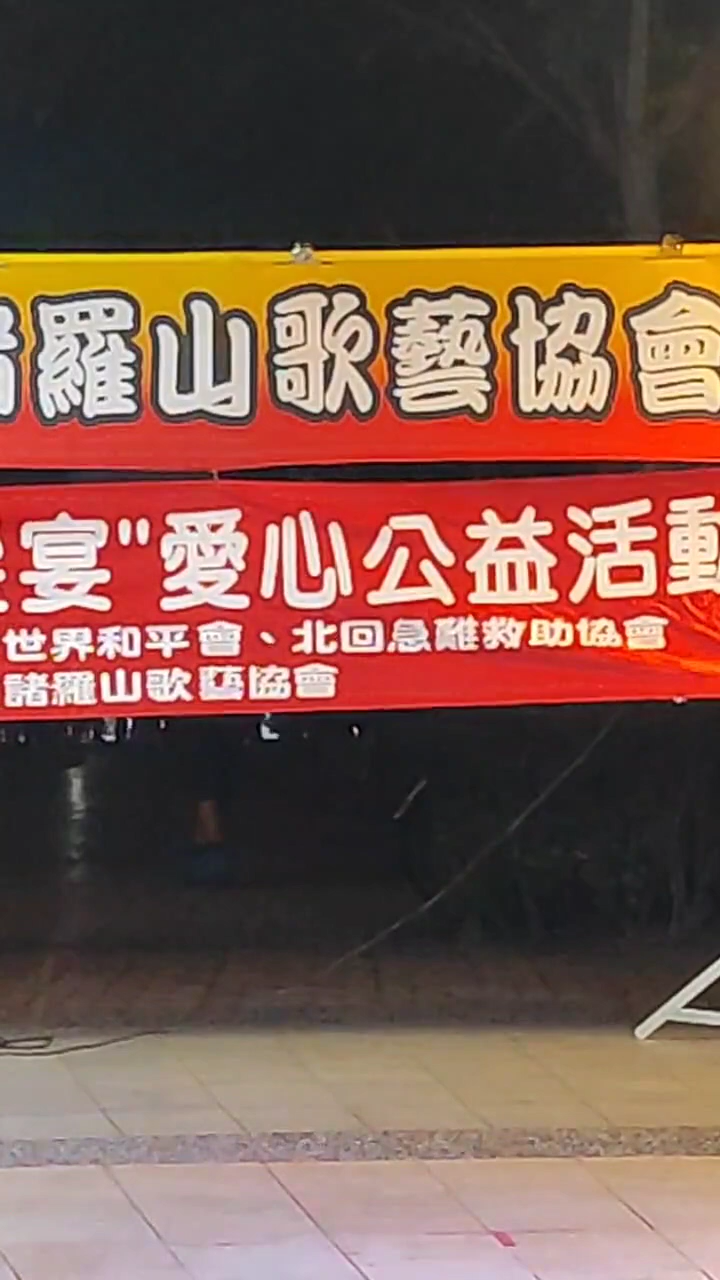 諸羅山歌藝協會
宴"愛心公益活動
世界和平會、北回急難救助協會
諸羅山歌藝協會